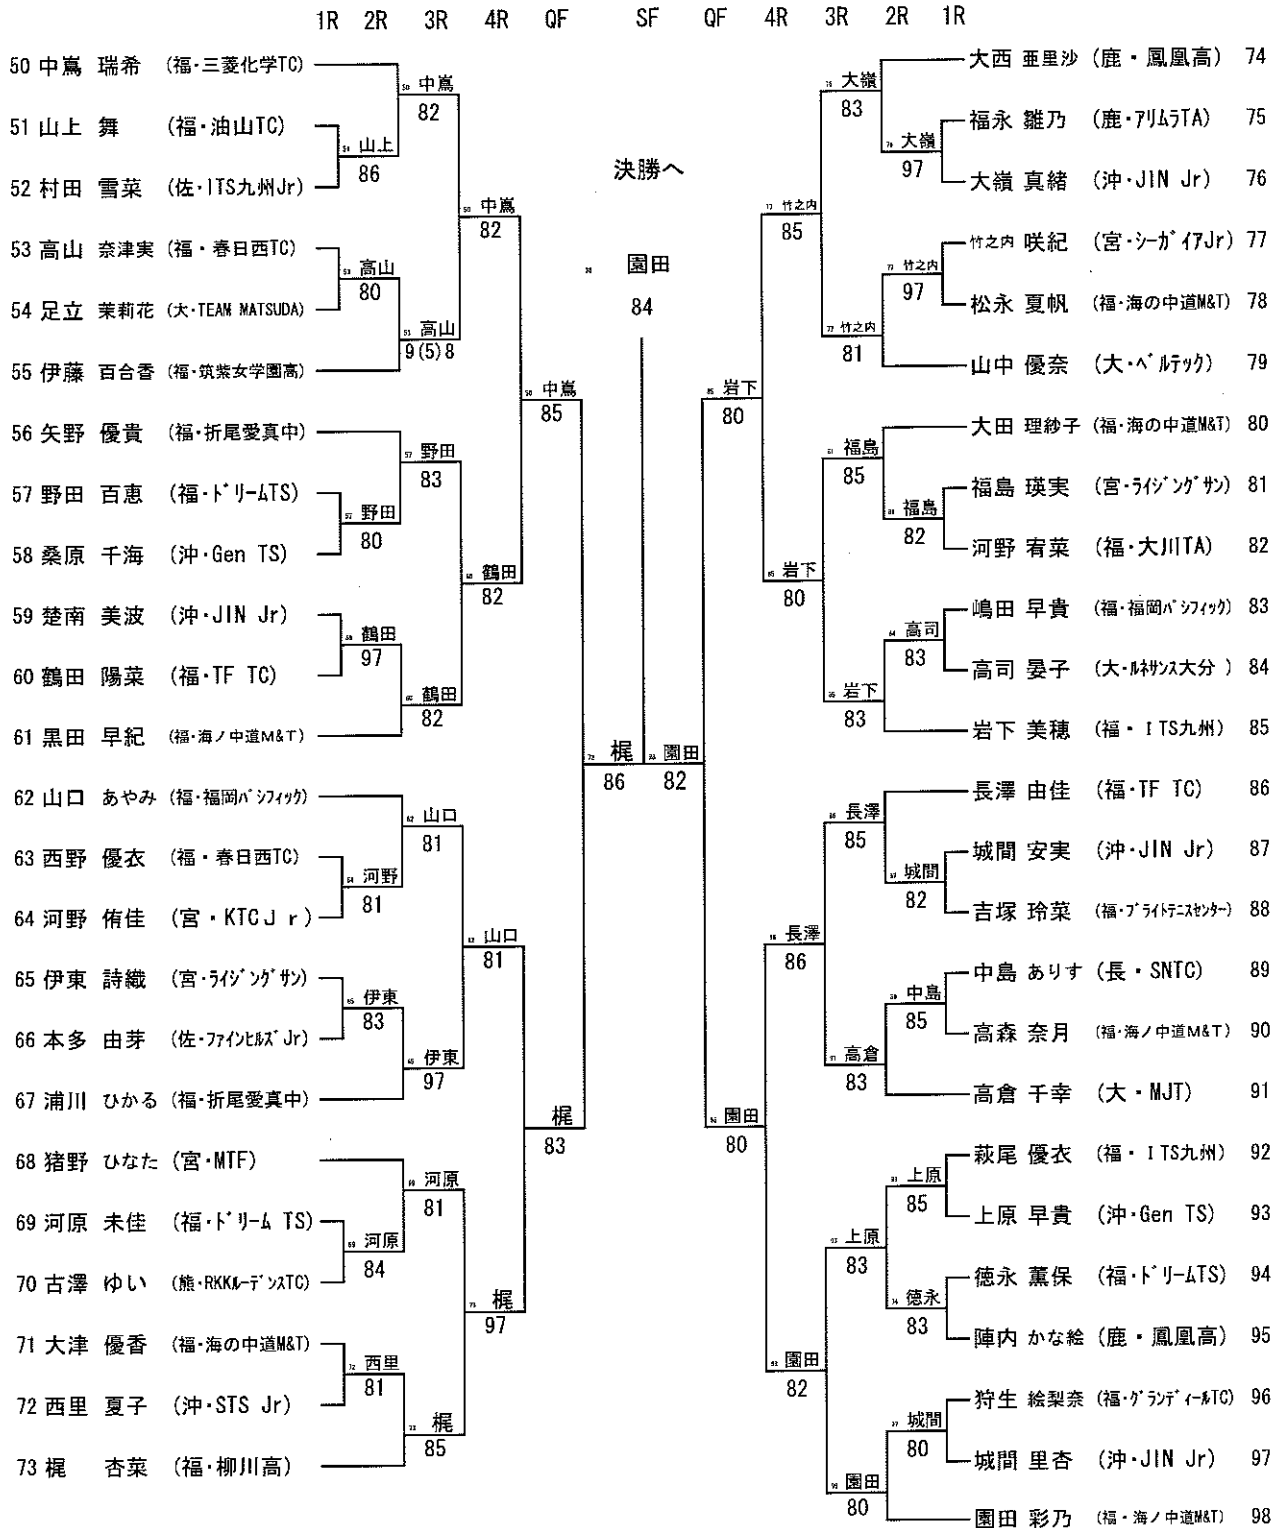 1R 2R 3R 4R QF SF QF 4R 3R 2R 1R
50 中嶌 瑞希 (福・三菱化学TC)
51 山上 舞 (福・油山TC)
52 村田 雪菜 (佐・ITS九州Jr)
53 高山 奈津実 (福・春日西TC)
54 足立 茉莉花 (大・TEAM MATSUDA)
55 伊藤 百合香 (福・筑紫女学園高)
56 矢野 優貴 (福・折尾愛真中)
57 野田 百恵 (福・ドリームTS)
58 桑原 千海 (沖・Gen TS)
59 楚南 美波 (沖・JIN Jr)
60 鶴田 陽菜 (福・TF TC)
61 黒田 早紀 (福・海ノ中道M&T)
62 山口 あやみ (福・福岡パシフィック)
63 西野 優衣 (福・春日西TC)
64 河野 侑佳 (宮・KTCJr)
65 伊東 詩織 (宮・ライジングサン)
66 本多 由芽 (佐・ファインヒルズJr)
67 浦川 ひかる (福・折尾愛真中)
68 猪野 ひなた (宮・MTF)
69 河原 未佳 (福・ドリーム TS)
70 古澤 ゆい (熊・RKKルーデンスTC)
71 大津 優香 (福・海の中道M&T)
72 西里 夏子 (沖・STS Jr)
73 梶 杏菜 (福・柳川高)
山上
86
高山
80
野田
80
鶴田
97
河野
81
伊東
83
河原
84
西里
81
中嶌
82
高山
9(5)8
野田
83
鶴田
82
山口
81
伊東
97
河原
81
梶
85
中嶌
82
鶴田
82
山口
81
梶
97
中嶌
85
梶
83
梶
86
決勝へ
園田
84
園田
82
岩下
80
園田
80
竹之内
85
岩下
80
長澤
86
園田
82
大嶺
83
竹之内
81
福島
85
岩下
83
長澤
85
高倉
83
上原
83
園田
80
大嶺
97
竹之内
97
福島
82
高司
83
城間
82
中島
85
上原
85
徳永
83
城間
80
大西 亜里沙 (鹿・鳳凰高) 74
福永 雛乃 (鹿・アリムラTA) 75
大嶺 真緒 (沖・JIN Jr) 76
竹之内 咲紀 (宮・シーガイアJr) 77
松永 夏帆 (福・海の中道M&T) 78
山中 優奈 (大・ベルテック) 79
大田 理紗子 (福・海の中道M&T) 80
福島 瑛実 (宮・ライジングサン) 81
河野 宥菜 (福・大川TA) 82
嶋田 早貴 (福・福岡パシフィック) 83
高司 晏子 (大・ルネサンス大分) 84
岩下 美穂 (福・ITS九州) 85
長澤 由佳 (福・TF TC) 86
城間 安実 (沖・JIN Jr) 87
吉塚 玲菜 (福・ブライトテニスセンター) 88
中島 ありす (長・SNTC) 89
高森 奈月 (福・海ノ中道M&T) 90
高倉 千幸 (大・MJT) 91
萩尾 優衣 (福・ITS九州) 92
上原 早貴 (沖・Gen TS) 93
徳永 薫保 (福・ドリームTS) 94
陣内 かな絵 (鹿・鳳凰高) 95
狩生 絵梨奈 (福・グランディールTC) 96
城間 里杏 (沖・JIN Jr) 97
園田 彩乃 (福・海ノ中道M&T) 98